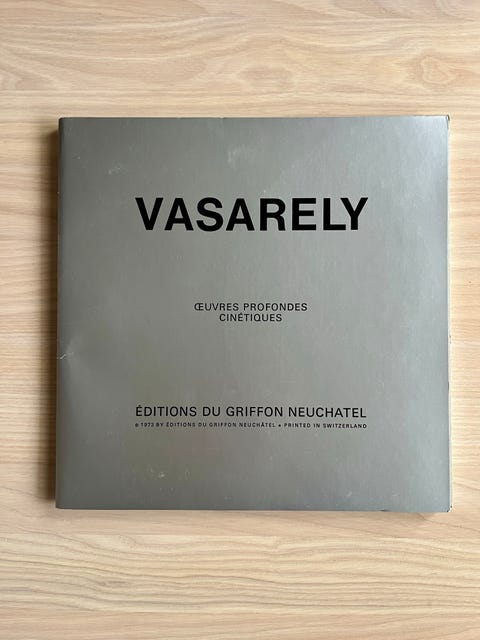 VASARELY
ŒUVRES PROFONDES
CINÉTIQUES
ÉDITIONS DU GRIFFON NEUCHATEL
© 1973 BY ÉDITIONS DU GRIFFON NEUCHÂTEL • PRINTED IN SWITZERLAND